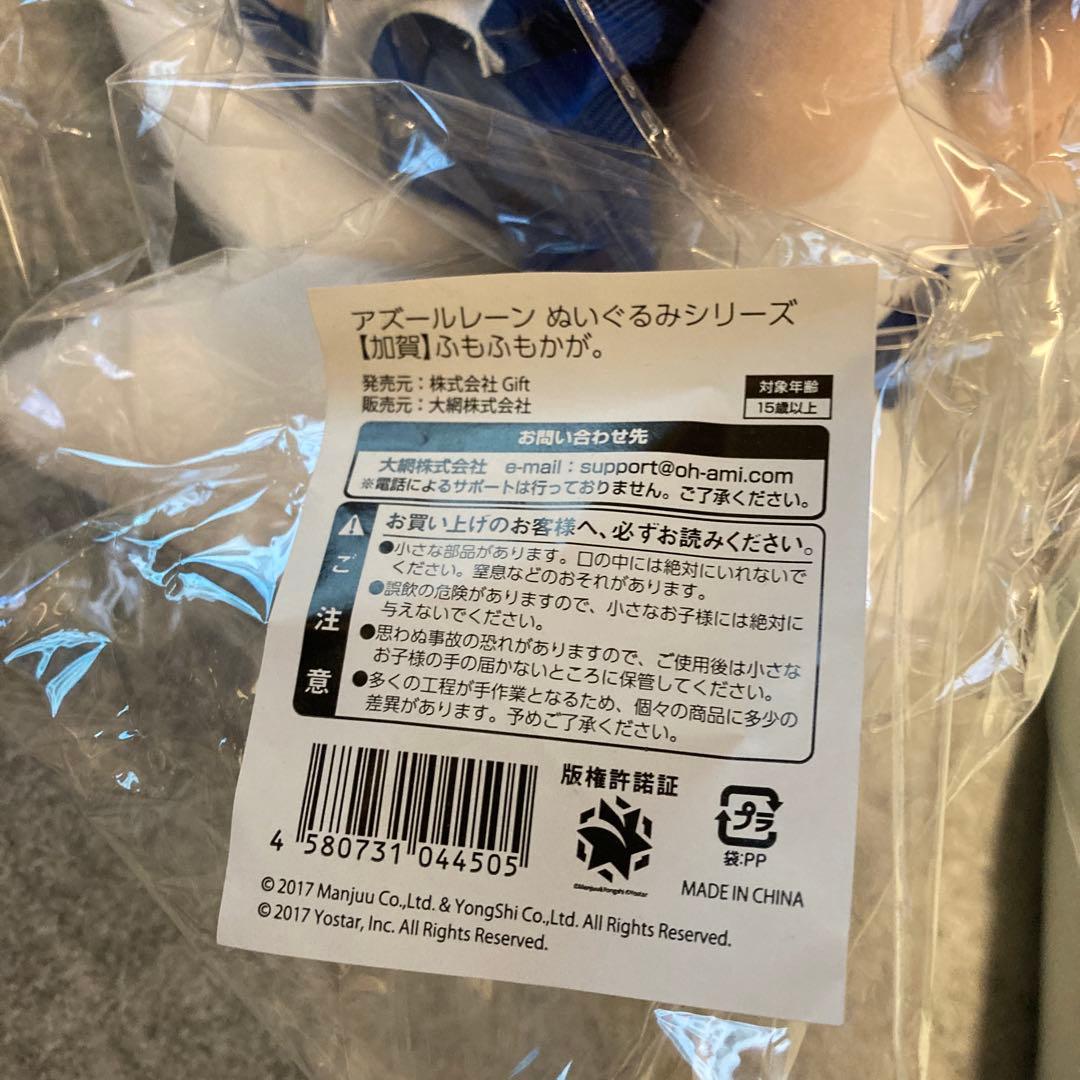 アズールレーン ぬいぐるみシリーズ
【加賀】ふもふもかが。
発売元：株式会社 Gift
販売元：大網株式会社
対象年齢
15歳以上
お問い合わせ先
大網株式会社 e-mail：support@oh-ami.com
※電話によるサポートは行っておりません。ご了承ください。
ご注意
お買い上げのお客様へ、必ずお読みください。
●小さな部品があります。口の中には絶対にいれないで
ください。窒息などのおそれがあります。
●誤飲の危険がありますので、小さなお子様には絶対に
与えないでください。
●思わぬ事故の恐れがありますので、ご使用後は小さな
お子様の手の届かないところに保管してください。
●多くの工程が手作業となるため、個々の商品に多少の
差異があります。予めご了承ください。
4 580731 044505
版権許諾証
©Manjuu&Yongshi ©Yostar
プラ
袋:PP
MADE IN CHINA
© 2017 Manjuu Co.,Ltd. & YongShi Co.,Ltd. All Rights Reserved.
© 2017 Yostar, Inc. All Rights Reserved.